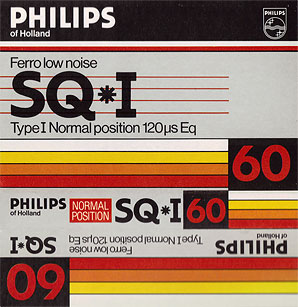 PHILIPS
of Holland
PHILIPS
Ferro low noise
SQ*I
Type I Normal position 120µs Eq
60
PHILIPS
of Holland
NORMAL
POSITION
SQ*I 60
SQ*I
Ferro low noise
Type I Normal position 120µs Eq
PHILIPS
of Holland
60